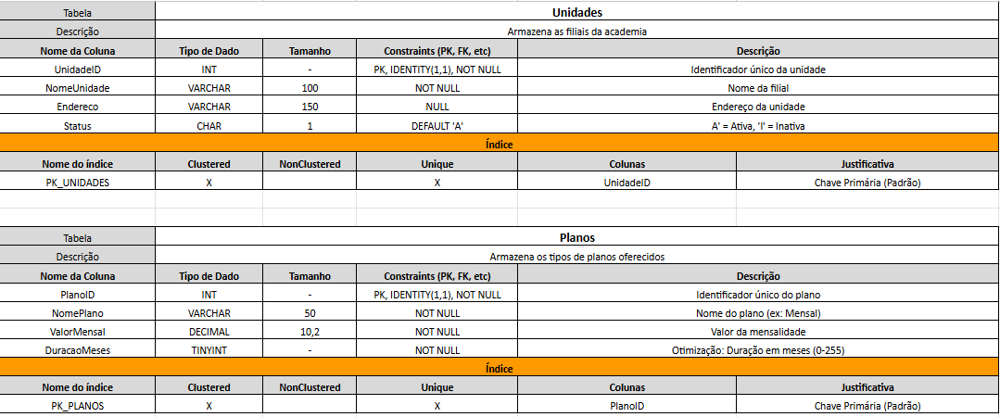 Tabela Unidades
Descrição Armazena as filiais da academia
Nome da Coluna Tipo de Dado Tamanho Constraints (PK, FK, etc) Descrição
UnidadeID INT - PK, IDENTITY(1,1), NOT NULL Identificador único da unidade
NomeUnidade VARCHAR 100 NOT NULL Nome da filial
Endereco VARCHAR 150 NULL Endereço da unidade
Status CHAR 1 DEFAULT 'A' A' = Ativa, 'I' = Inativa
Índice
Nome do índice Clustered NonClustered Unique Colunas Justificativa
PK_UNIDADES X X UnidadeID Chave Primária (Padrão)
Tabela Planos
Descrição Armazena os tipos de planos oferecidos
Nome da Coluna Tipo de Dado Tamanho Constraints (PK, FK, etc) Descrição
PlanoID INT - PK, IDENTITY(1,1), NOT NULL Identificador único do plano
NomePlano VARCHAR 50 NOT NULL Nome do plano (ex: Mensal)
ValorMensal DECIMAL 10,2 NOT NULL Valor da mensalidade
DuracaoMeses TINYINT - NOT NULL Otimização: Duração em meses (0-255)
Índice
Nome do índice Clustered NonClustered Unique Colunas Justificativa
PK_PLANOS X X PlanoID Chave Primária (Padrão)